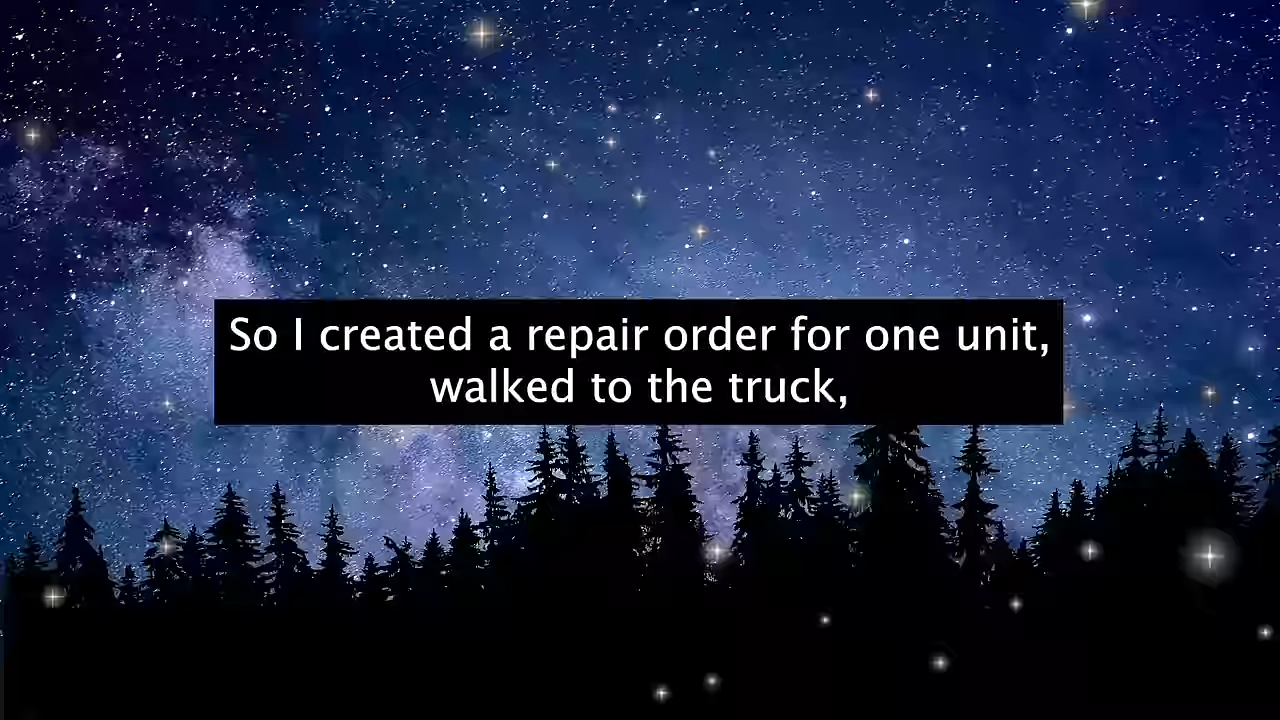 So I created a repair order for one unit,
walked to the truck,